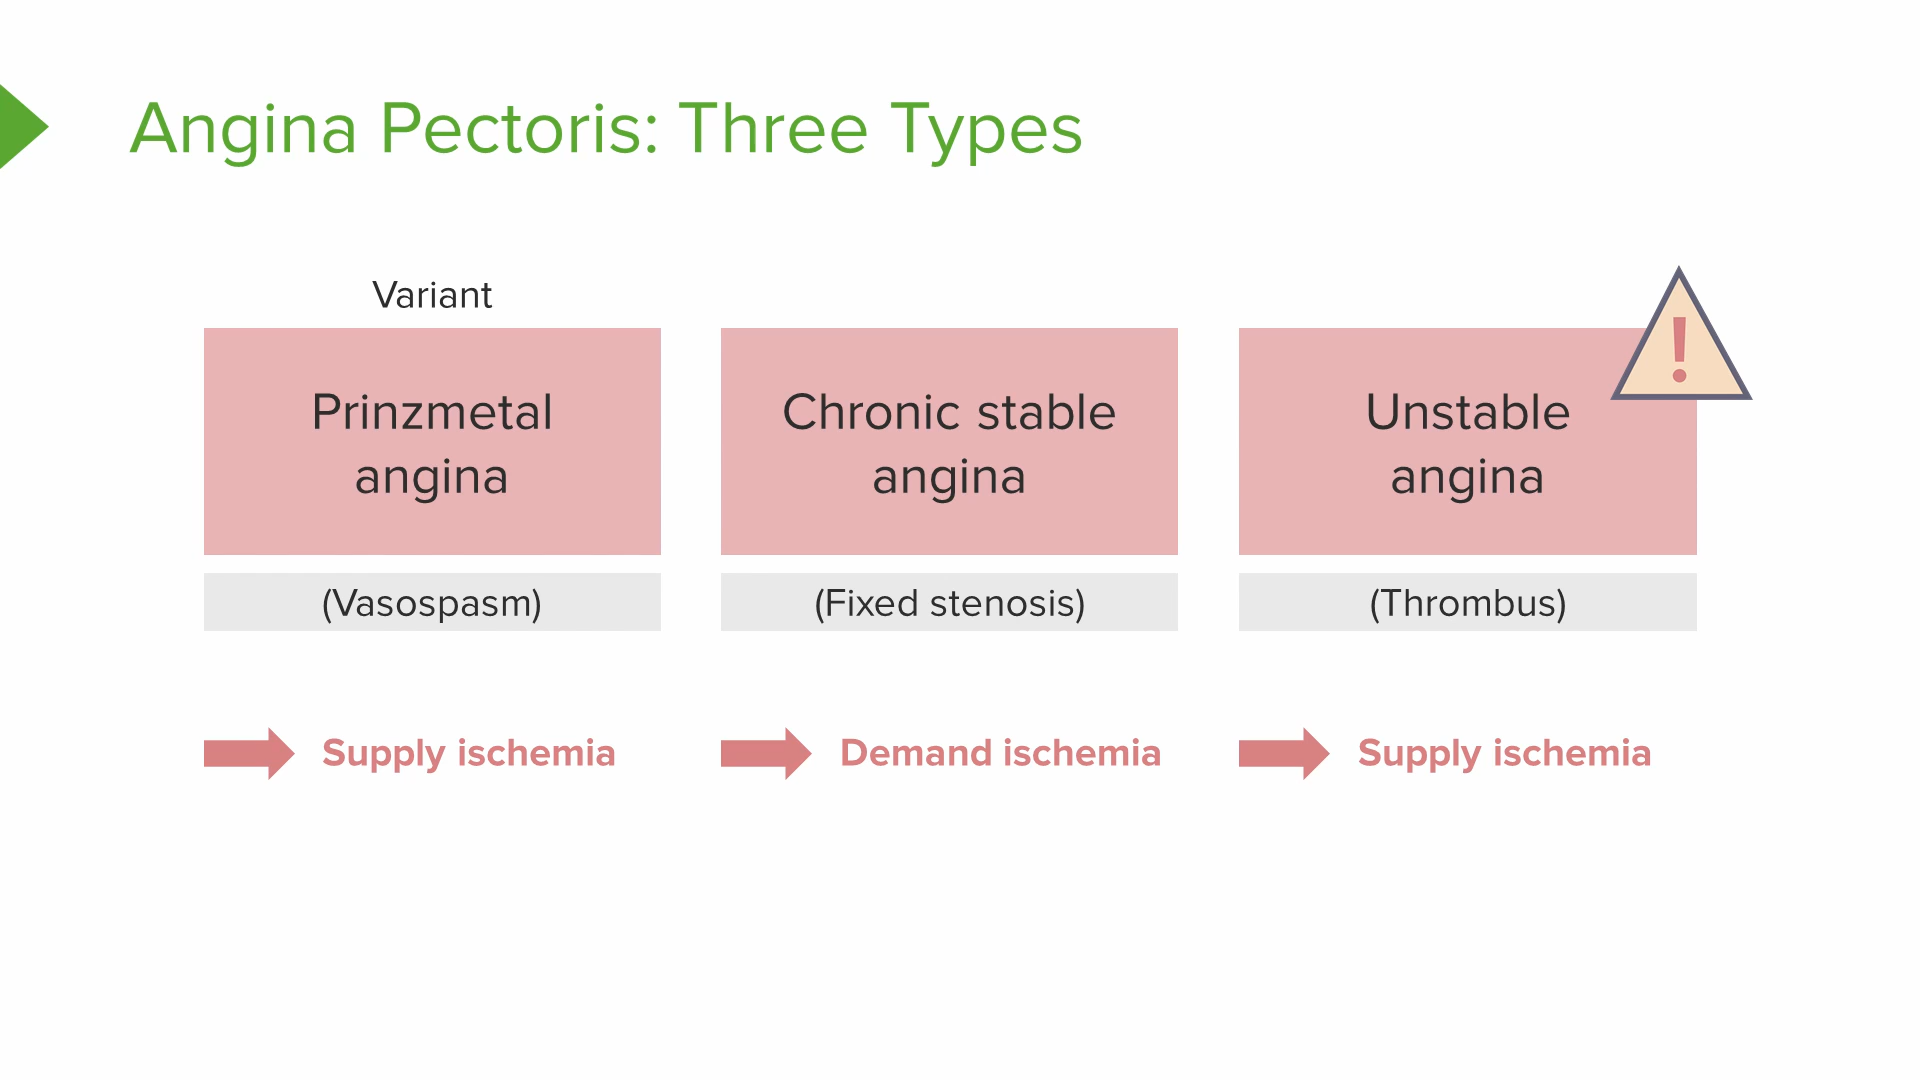 Angina Pectoris: Three Types
Variant
Prinzmetal
angina
(Vasospasm)
Supply ischemia
Chronic stable
angina
(Fixed stenosis)
Demand ischemia
!
Unstable
angina
(Thrombus)
Supply ischemia